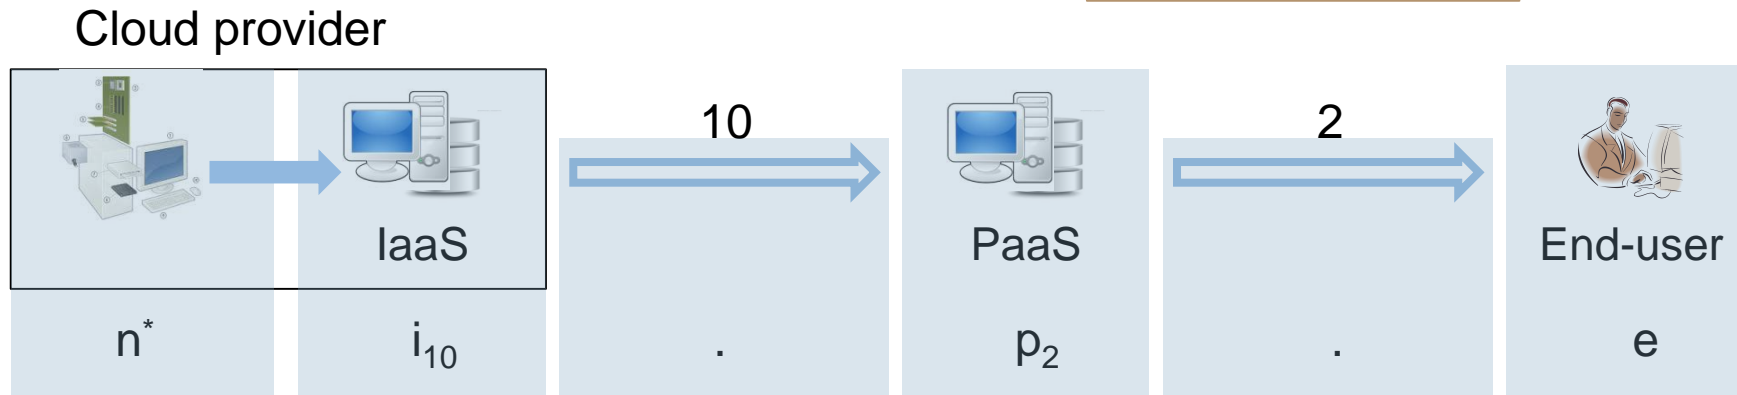 Cloud provider
10
2
IaaS
PaaS
End-user
n*
i10
.
p2
.
e